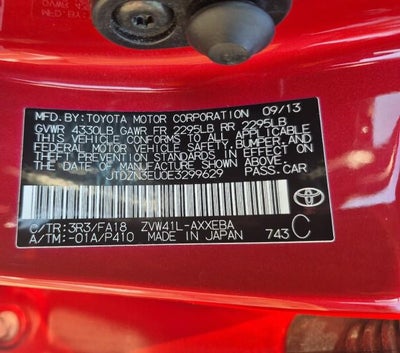 MFD.BY:TOYOTA MOTOR CORPORATION 09/13
GVWR 4330LB GAWR FR 2295LB RR 2295LB
THIS VEHICLE CONFORMS TO ALL APPLICABLE
FEDERAL MOTOR VEHICLE SAFETY, BUMPER, AND
THEFT PREVENTION STANDARDS IN EFFECT ON
THE DATE OF MANUFACTURE SHOWN ABOVE.
JTDZN3EU0E3299629 PASS.CAR
C/TR:3R3/FA18 ZVW41L-AXXEBA
A/TM:-01A/P410 MADE IN JAPAN 743 C